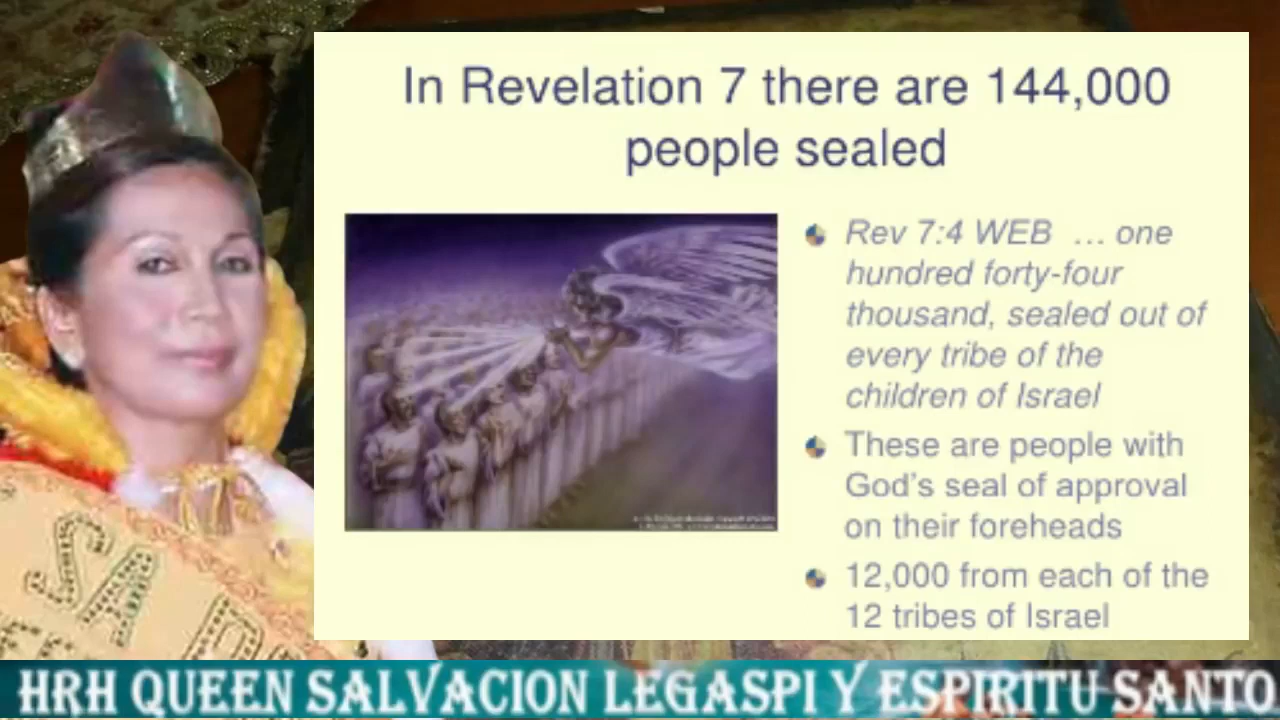 In Revelation 7 there are 144,000
people sealed
Rev 7:4 WEB … one
hundred forty-four
thousand, sealed out of
every tribe of the
children of Israel
These are people with
God's seal of approval
on their foreheads
12,000 from each of the
12 tribes of Israel
SA
HRH QUEEN SALVACION LEGASPI Y ESPIRITU SANTO